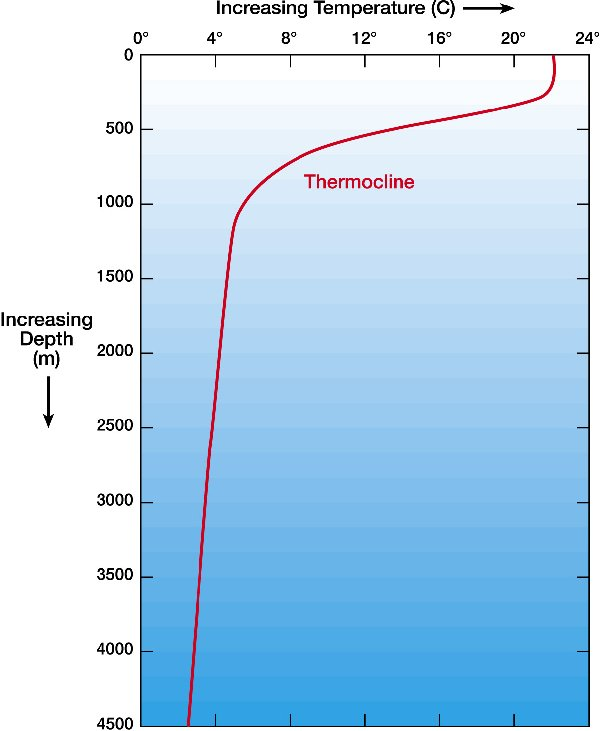 Increasing Temperature (C)
0° 4° 8° 12° 16° 20° 24°
0
500
Thermocline
1000
1500
Increasing
Depth
(m)
2000
2500
3000
3500
4000
4500